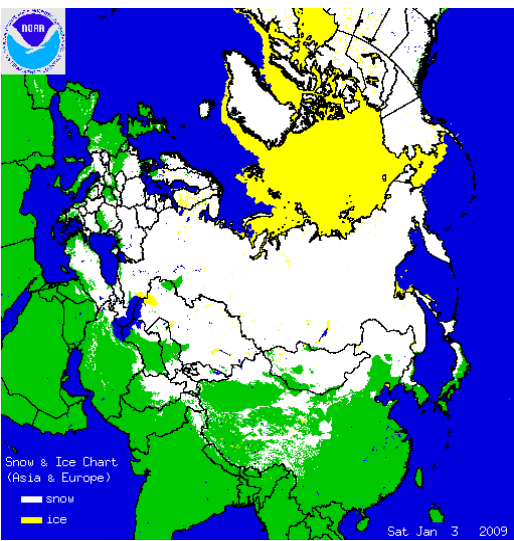 NOAA
Snow & Ice Chart
(Asia & Europe)
snow
ice
Sat Jan 3 2009